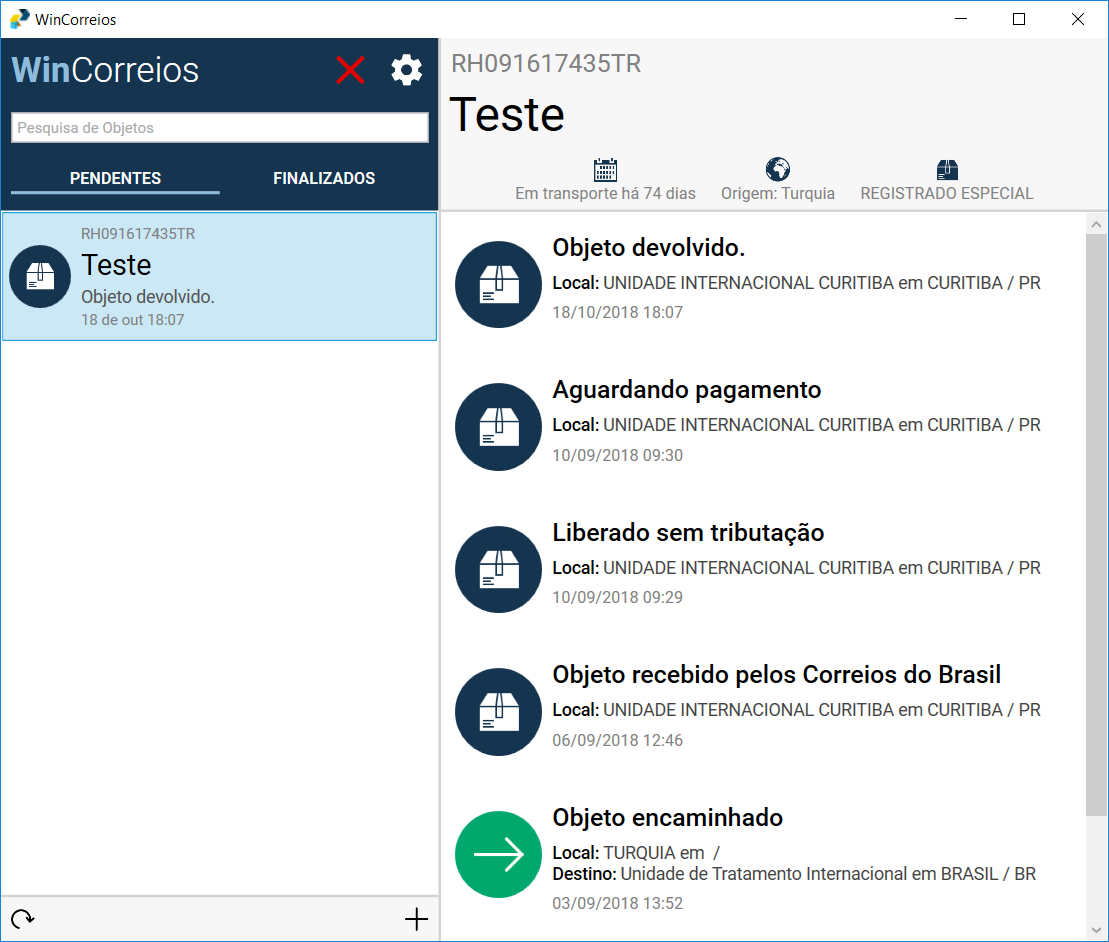 WinCorreios
WinCorreios
Pesquisa de Objetos
PENDENTES FINALIZADOS
RH091617435TR
Teste
Objeto devolvido.
18 de out 18:07
RH091617435TR
Teste
Em transporte há 74 dias Origem: Turquia REGISTRADO ESPECIAL
Objeto devolvido.
Local: UNIDADE INTERNACIONAL CURITIBA em CURITIBA / PR
18/10/2018 18:07
Aguardando pagamento
Local: UNIDADE INTERNACIONAL CURITIBA em CURITIBA / PR
10/09/2018 09:30
Liberado sem tributação
Local: UNIDADE INTERNACIONAL CURITIBA em CURITIBA / PR
10/09/2018 09:29
Objeto recebido pelos Correios do Brasil
Local: UNIDADE INTERNACIONAL CURITIBA em CURITIBA / PR
06/09/2018 12:46
Objeto encaminhado
Local: TURQUIA em /
Destino: Unidade de Tratamento Internacional em BRASIL / BR
03/09/2018 13:52